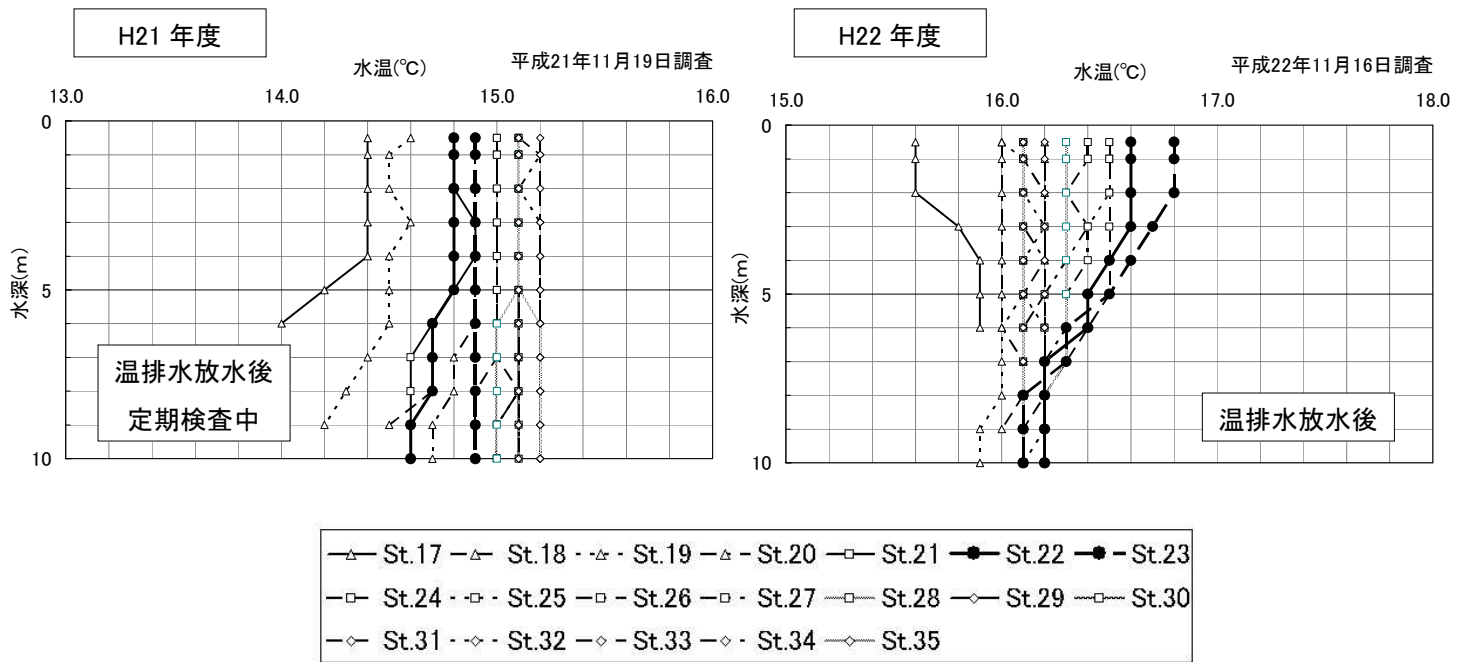 H21 年度
水温(℃)
平成21年11月19日調査
13.0 14.0 15.0 16.0
0
5
10
水深(m)
温排水放水後
定期検査中
H22 年度
水温(℃)
平成22年11月16日調査
15.0 16.0 17.0 18.0
0
5
10
水深(m)
温排水放水後
St.17 St.18 St.19 St.20 St.21 St.22 St.23
St.24 St.25 St.26 St.27 St.28 St.29 St.30
St.31 St.32 St.33 St.34 St.35